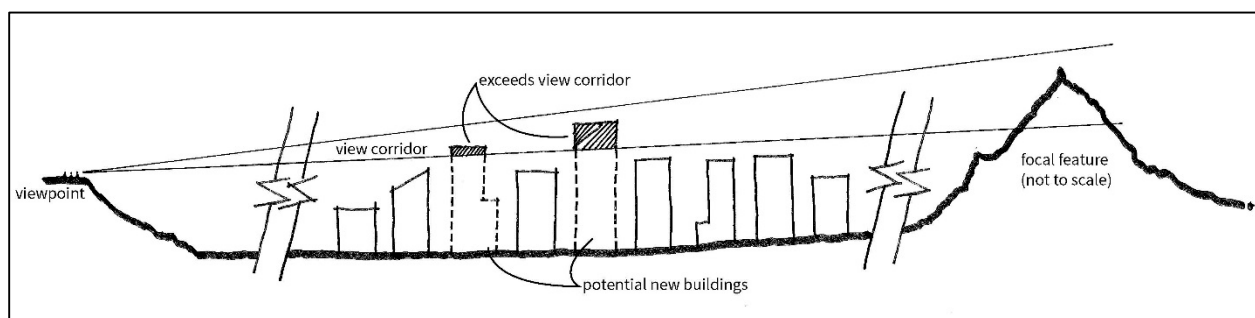 exceeds view corridor
view corridor
viewpoint
focal feature
(not to scale)
potential new buildings